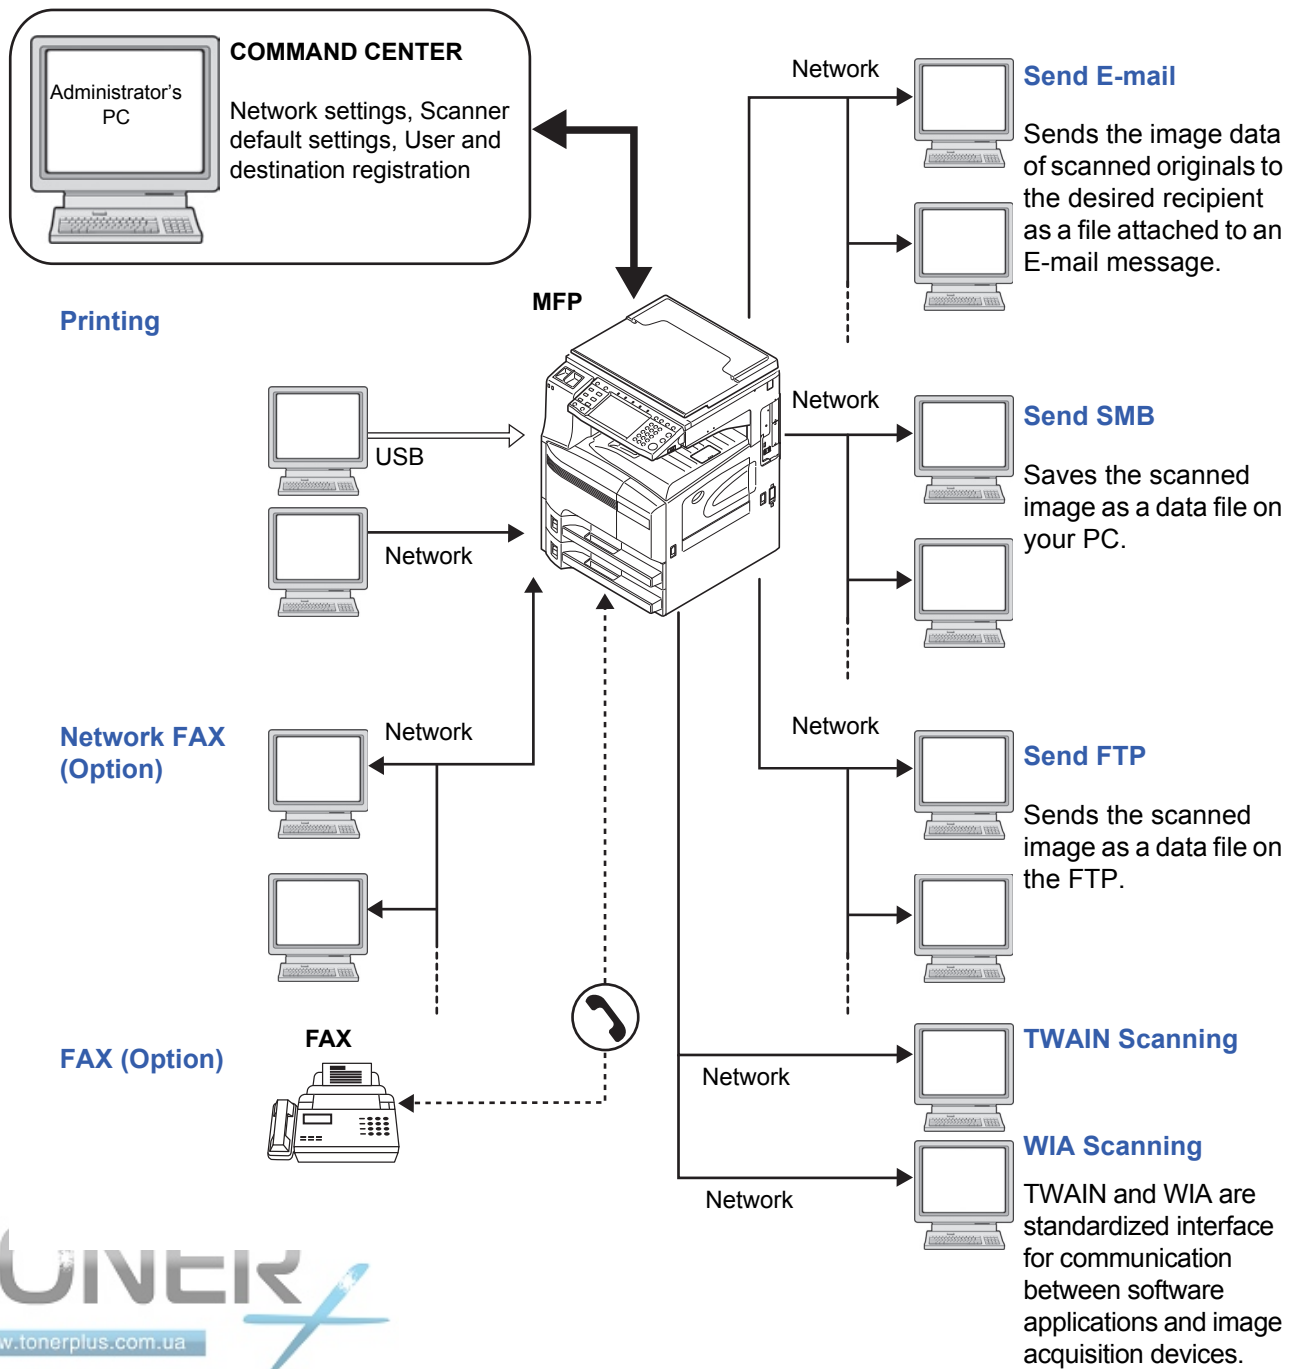 COMMAND CENTER
Administrator's
PC
Network settings, Scanner
default settings, User and
destination registration
Network
Send E-mail
Sends the image data
of scanned originals to
the desired recipient
as a file attached to an
E-mail message.
MFP
Printing
USB
Network
Network
Send SMB
Saves the scanned
image as a data file on
your PC.
Network FAX
(Option)
Network
Network
Send FTP
Sends the scanned
image as a data file on
the FTP.
FAX (Option)
FAX
Network
TWAIN Scanning
Network
WIA Scanning
TWAIN and WIA are
standardized interface
for communication
between software
applications and image
acquisition devices.
ONER
w.tonerplus.com.ua